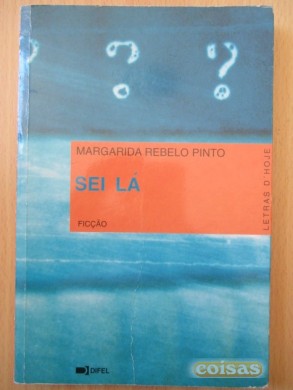 ? ?
MARGARIDA REBELO PINTO
SEI LÁ
FICÇÃO
LETRAS D'HOJE
DIFEL
coisas